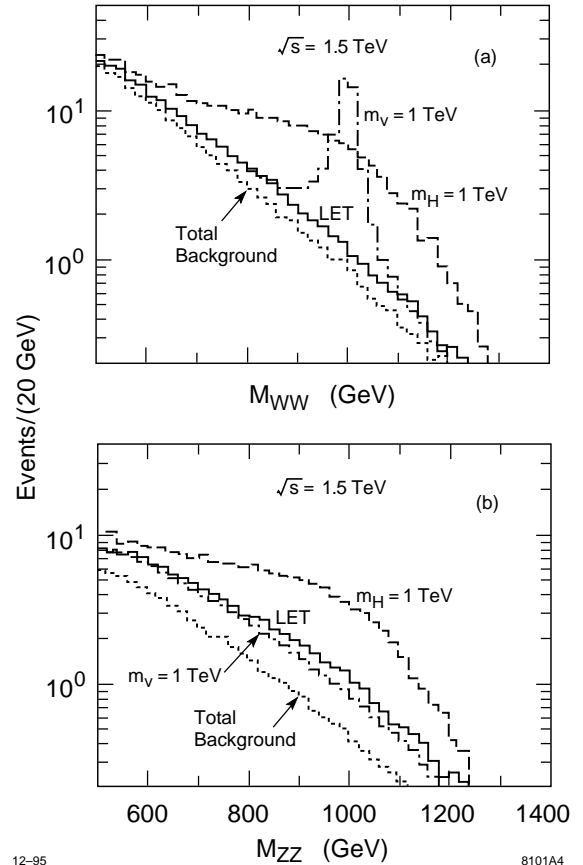 √s = 1.5 TeV
(a)
10¹
m_V = 1 TeV
m_H = 1 TeV
LET
Total
Background
10⁰
M_WW (GeV)
Events/(20 GeV)
√s = 1.5 TeV
(b)
10¹
m_H = 1 TeV
LET
m_V = 1 TeV
Total
Background
10⁰
600 800 1000 1200 1400
M_ZZ (GeV)
12–95
8101A4